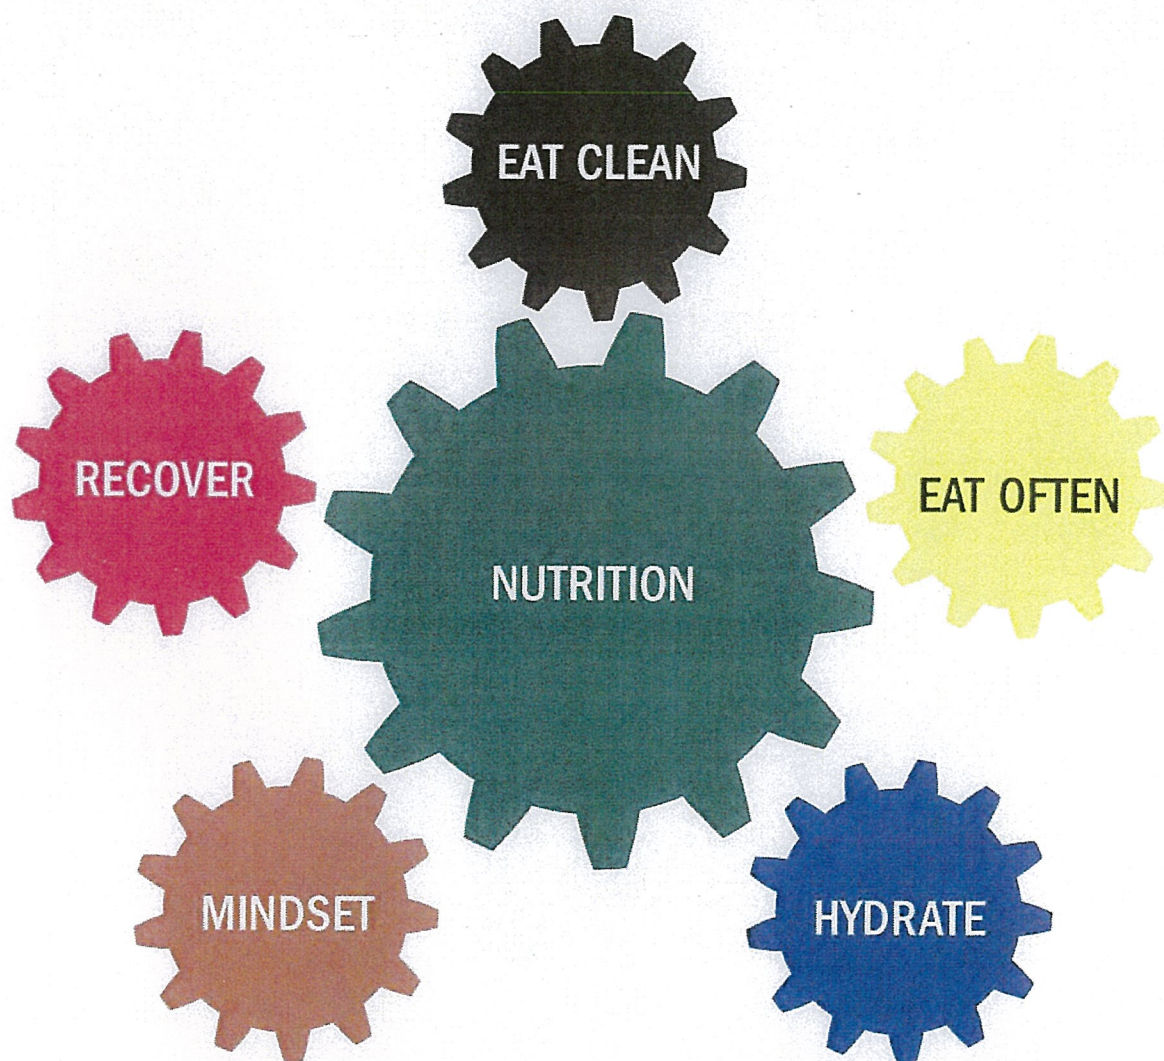 EAT CLEAN
RECOVER
EAT OFTEN
NUTRITION
MINDSET
HYDRATE